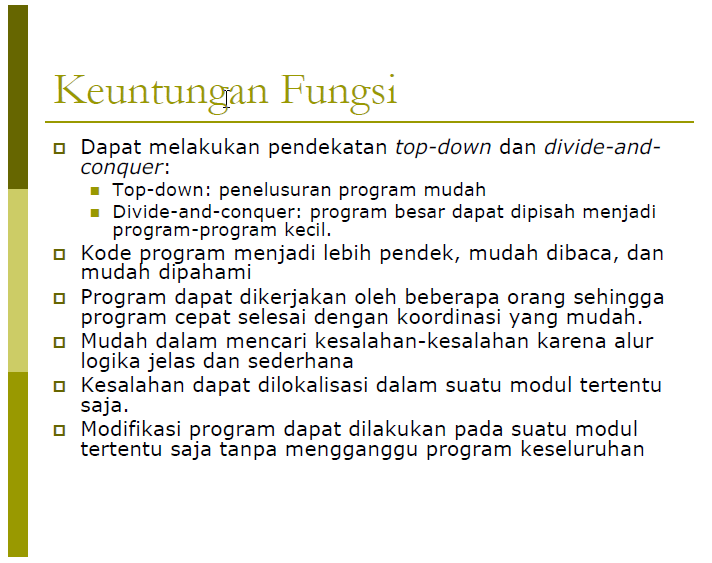 Keuntungan Fungsi
Dapat melakukan pendekatan top-down dan divide-and-
conquer:
Top-down: penelusuran program mudah
Divide-and-conquer: program besar dapat dipisah menjadi
program-program kecil.
Kode program menjadi lebih pendek, mudah dibaca, dan
mudah dipahami
Program dapat dikerjakan oleh beberapa orang sehingga
program cepat selesai dengan koordinasi yang mudah.
Mudah dalam mencari kesalahan-kesalahan karena alur
logika jelas dan sederhana
Kesalahan dapat dilokalisasi dalam suatu modul tertentu
saja.
Modifikasi program dapat dilakukan pada suatu modul
tertentu saja tanpa mengganggu program keseluruhan